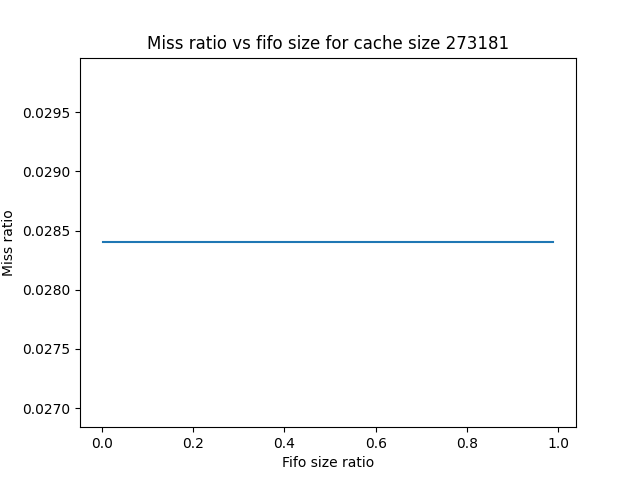 Miss ratio vs fifo size for cache size 273181
0.0295
0.0290
0.0285
0.0280
0.0275
0.0270
Miss ratio
0.0 0.2 0.4 0.6 0.8 1.0
Fifo size ratio